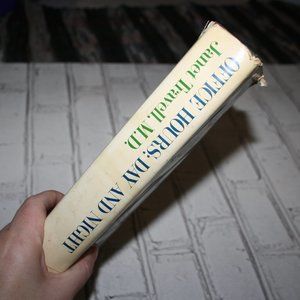 OFFICE HOURS: DAY AND NIGHT
Janet Travell, M.D.